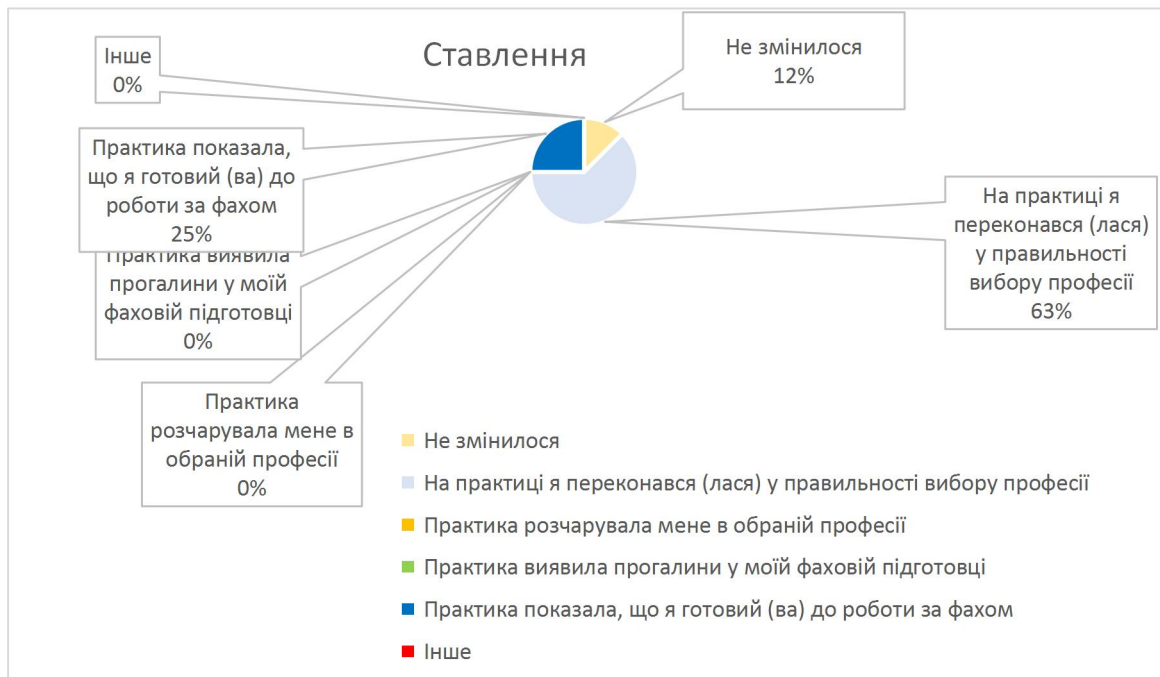 Ставлення
Не змінилося
12%
На практиці я
переконався (лася)
у правильності
вибору професії
63%
Інше
0%
Практика показала,
що я готовий (ва) до
роботи за фахом
25%
Практика виявила
прогалини у моїй
фаховій підготовці
0%
Практика
розчарувала мене в
обраній професії
0%
Не змінилося
На практиці я переконався (лася) у правильності вибору професії
Практика розчарувала мене в обраній професії
Практика виявила прогалини у моїй фаховій підготовці
Практика показала, що я готовий (ва) до роботи за фахом
Інше